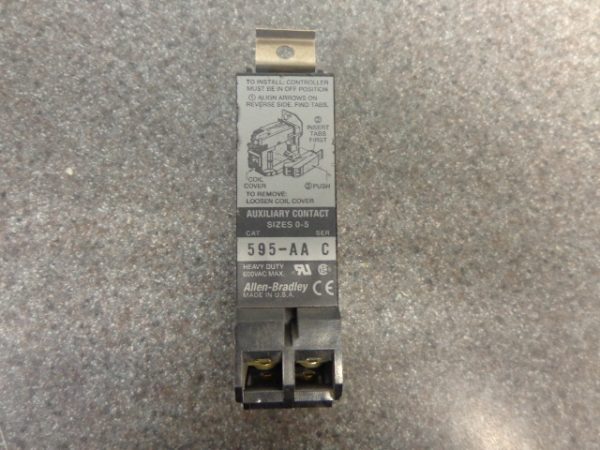 TO INSTALL: CONTROLLER
MUST BE IN OFF POSITION
① ALIGN ARROWS ON
REVERSE SIDE. FIND TABS.
②
INSERT
TABS
FIRST
COIL
COVER
③ PUSH
TO REMOVE:
LOOSEN COIL COVER
AUXILIARY CONTACT
SIZES 0-5
CAT SER
595-AA C
HEAVY DUTY
600VAC MAX.
Allen-Bradley
MADE IN U.S.A.
CE